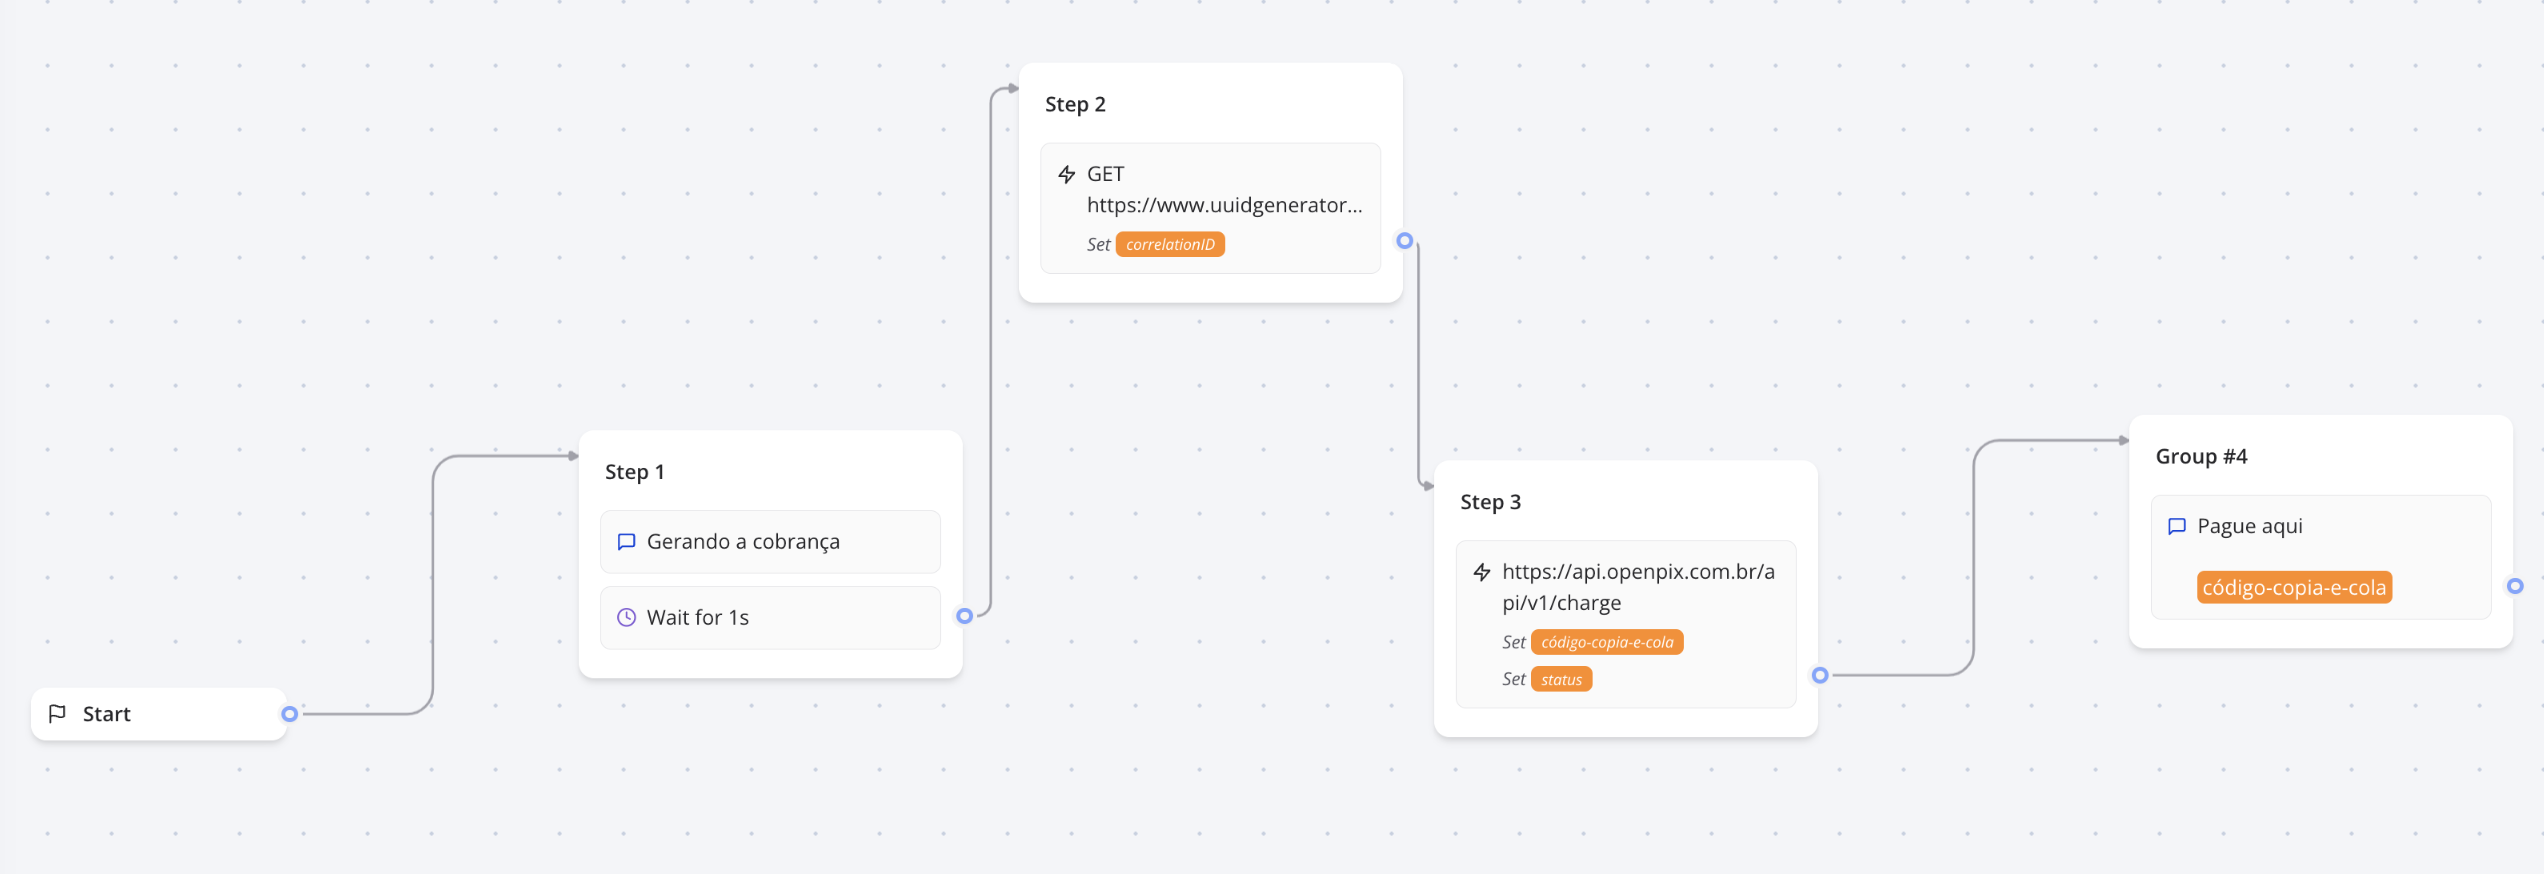 Start
Step 1
Gerando a cobrança
Wait for 1s
Step 2
GET
https://www.uuidgenerator...
Set correlationID
Step 3
https://api.openpix.com.br/a
pi/v1/charge
Set código-copia-e-cola
Set status
Group #4
Pague aqui
código-copia-e-cola